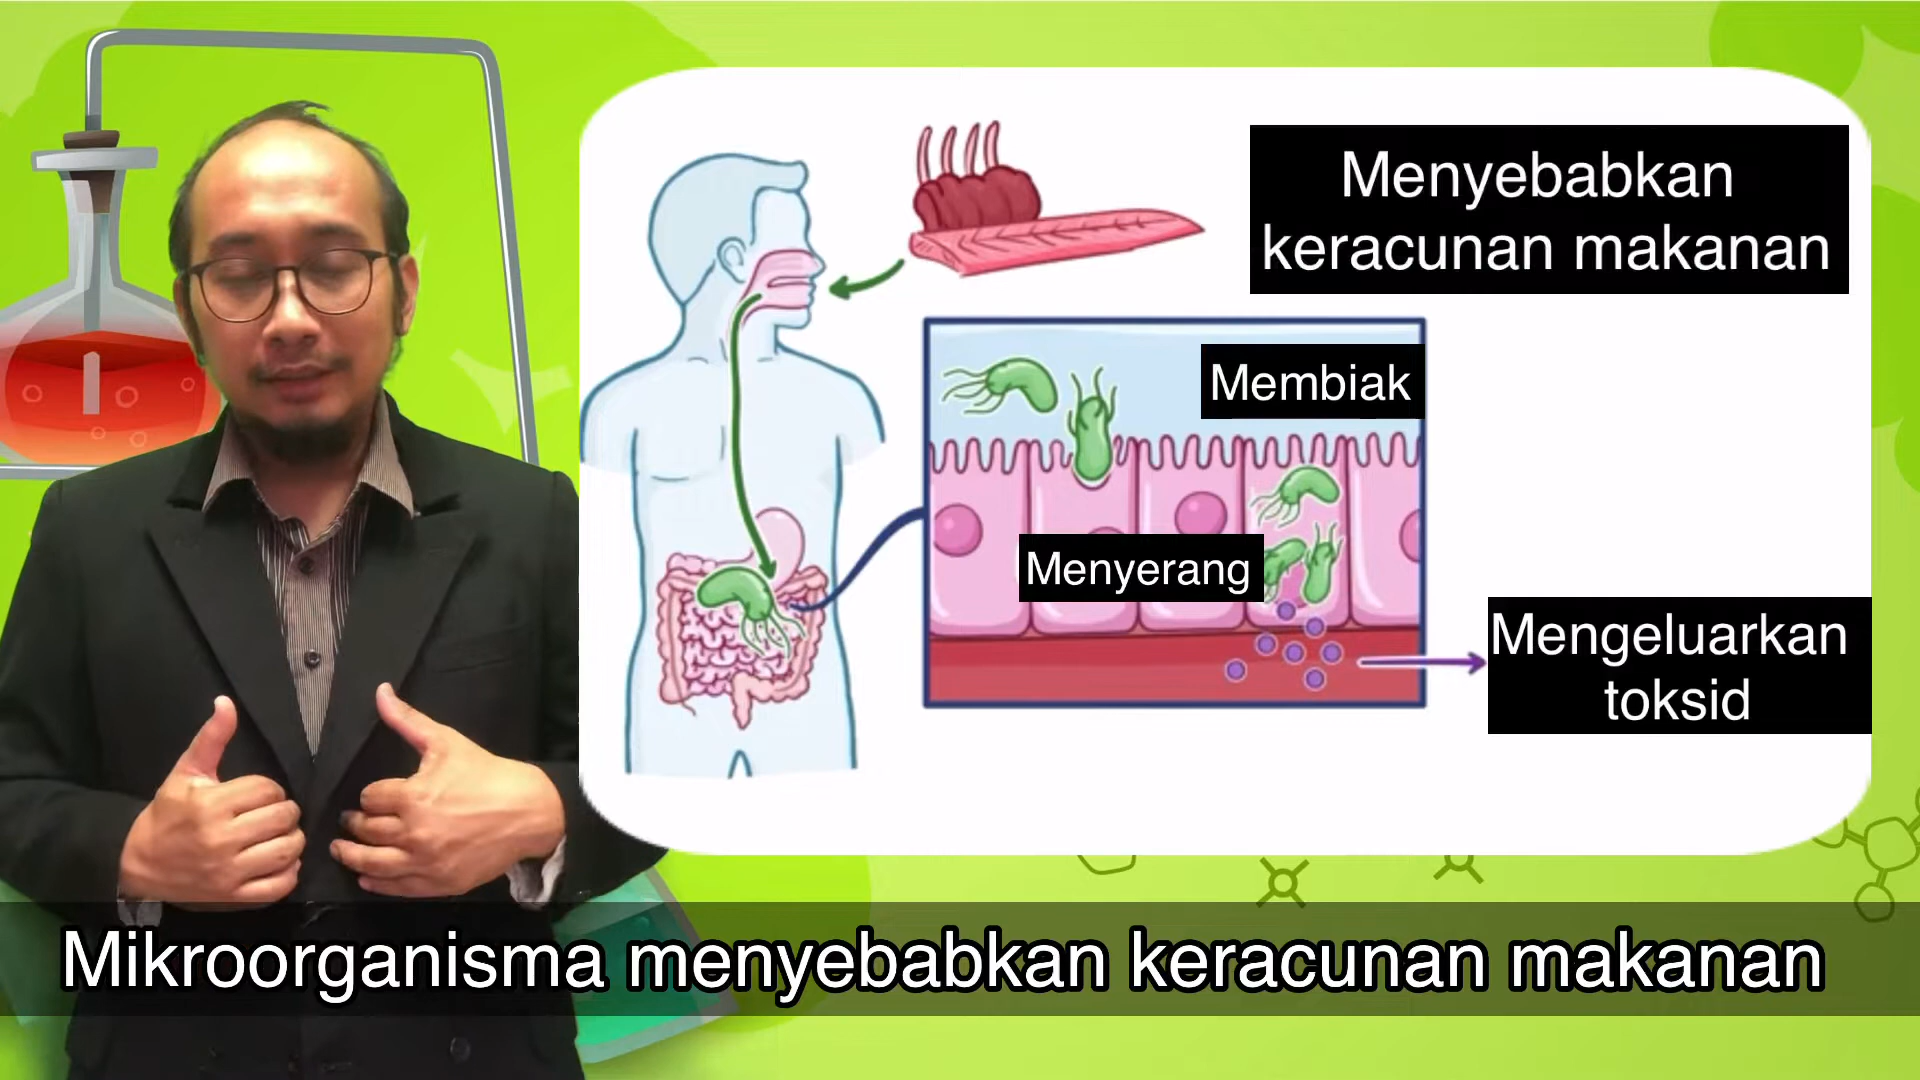 Menyebabkan
keracunan makanan
Membiak
Menyerang
Mengeluarkan
toksid
Mikroorganisma menyebabkan keracunan makanan